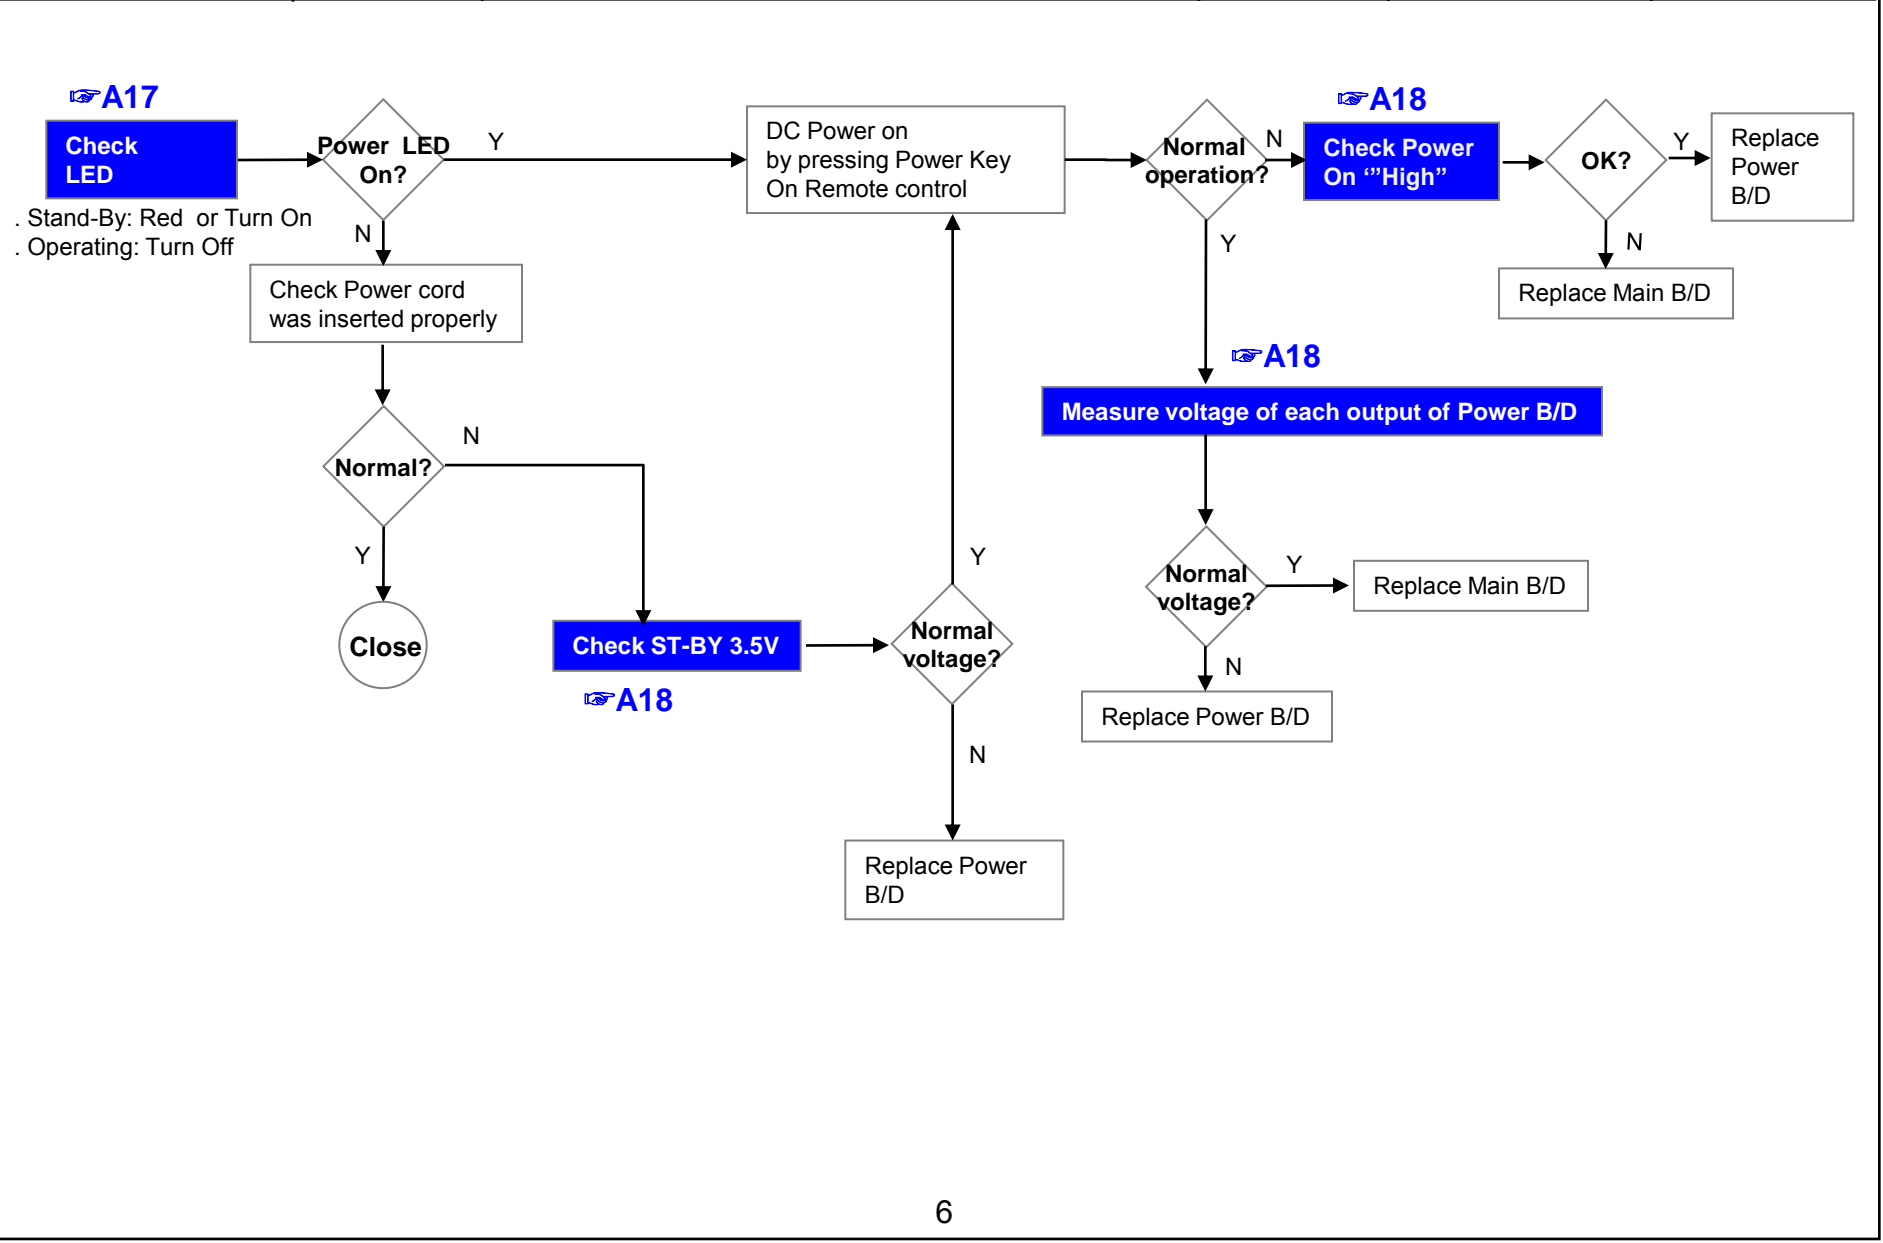 ☞A17
Check
LED
. Stand-By: Red or Turn On
. Operating: Turn Off
Power LED
On?
Y
N
Check Power cord
was inserted properly
Normal?
N
Y
Close
Check ST-BY 3.5V
☞A18
Normal
voltage?
Y
N
Replace Power
B/D
DC Power on
by pressing Power Key
On Remote control
Normal
operation?
N
Y
☞A18
Check Power
On ‘”High”
OK?
Y
Replace
Power
B/D
N
Replace Main B/D
☞A18
Measure voltage of each output of Power B/D
Normal
voltage?
Y
Replace Main B/D
N
Replace Power B/D
6